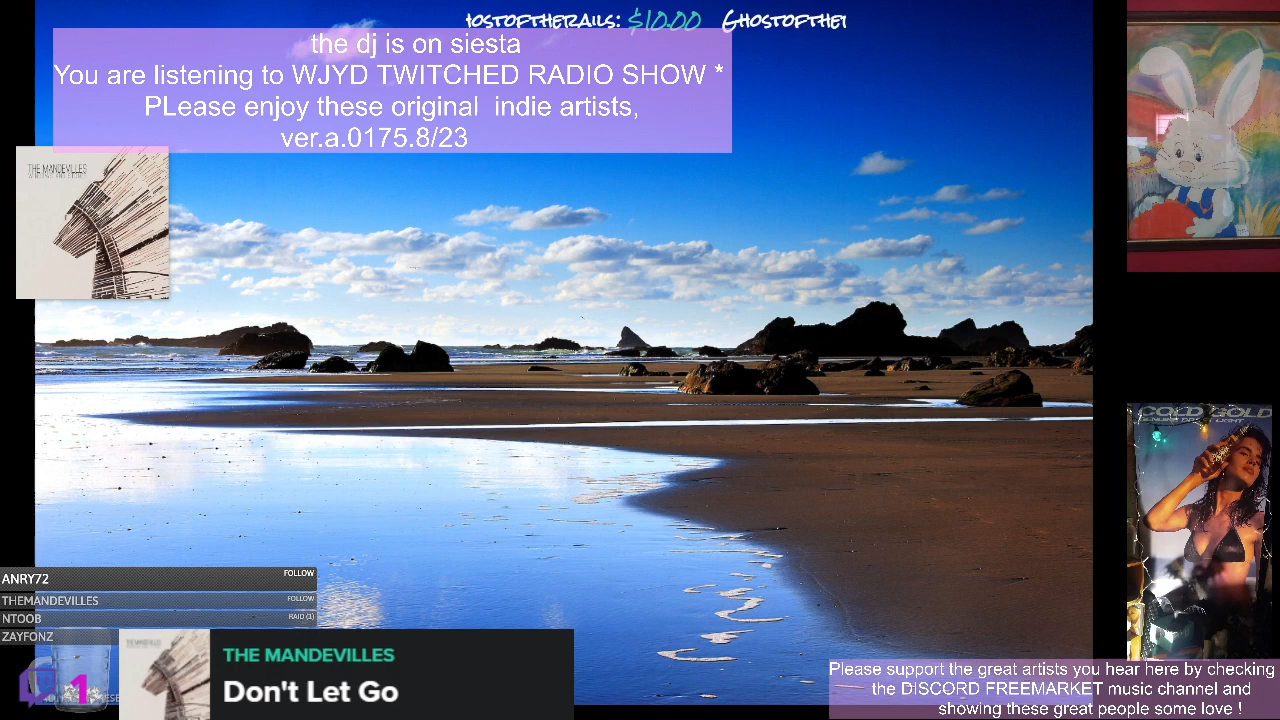 IOSTOFTHERAILS: $10.00 GHOSTOFTHEI
the dj is on siesta
You are listening to WJYD TWITCHED RADIO SHOW *
PLease enjoy these original indie artists,
ver.a.0175.8/23
THE MANDEVILLES
COLD GOLD
ANRY72 FOLLOW
THEMANDEVILLES FOLLOW
NTOOB RAID (1)
ZAYFONZ
1
THE MANDEVILLES
Don't Let Go
Please support the great artists you hear here by checking
the DISCORD FREEMARKET music channel and
showing these great people some love !